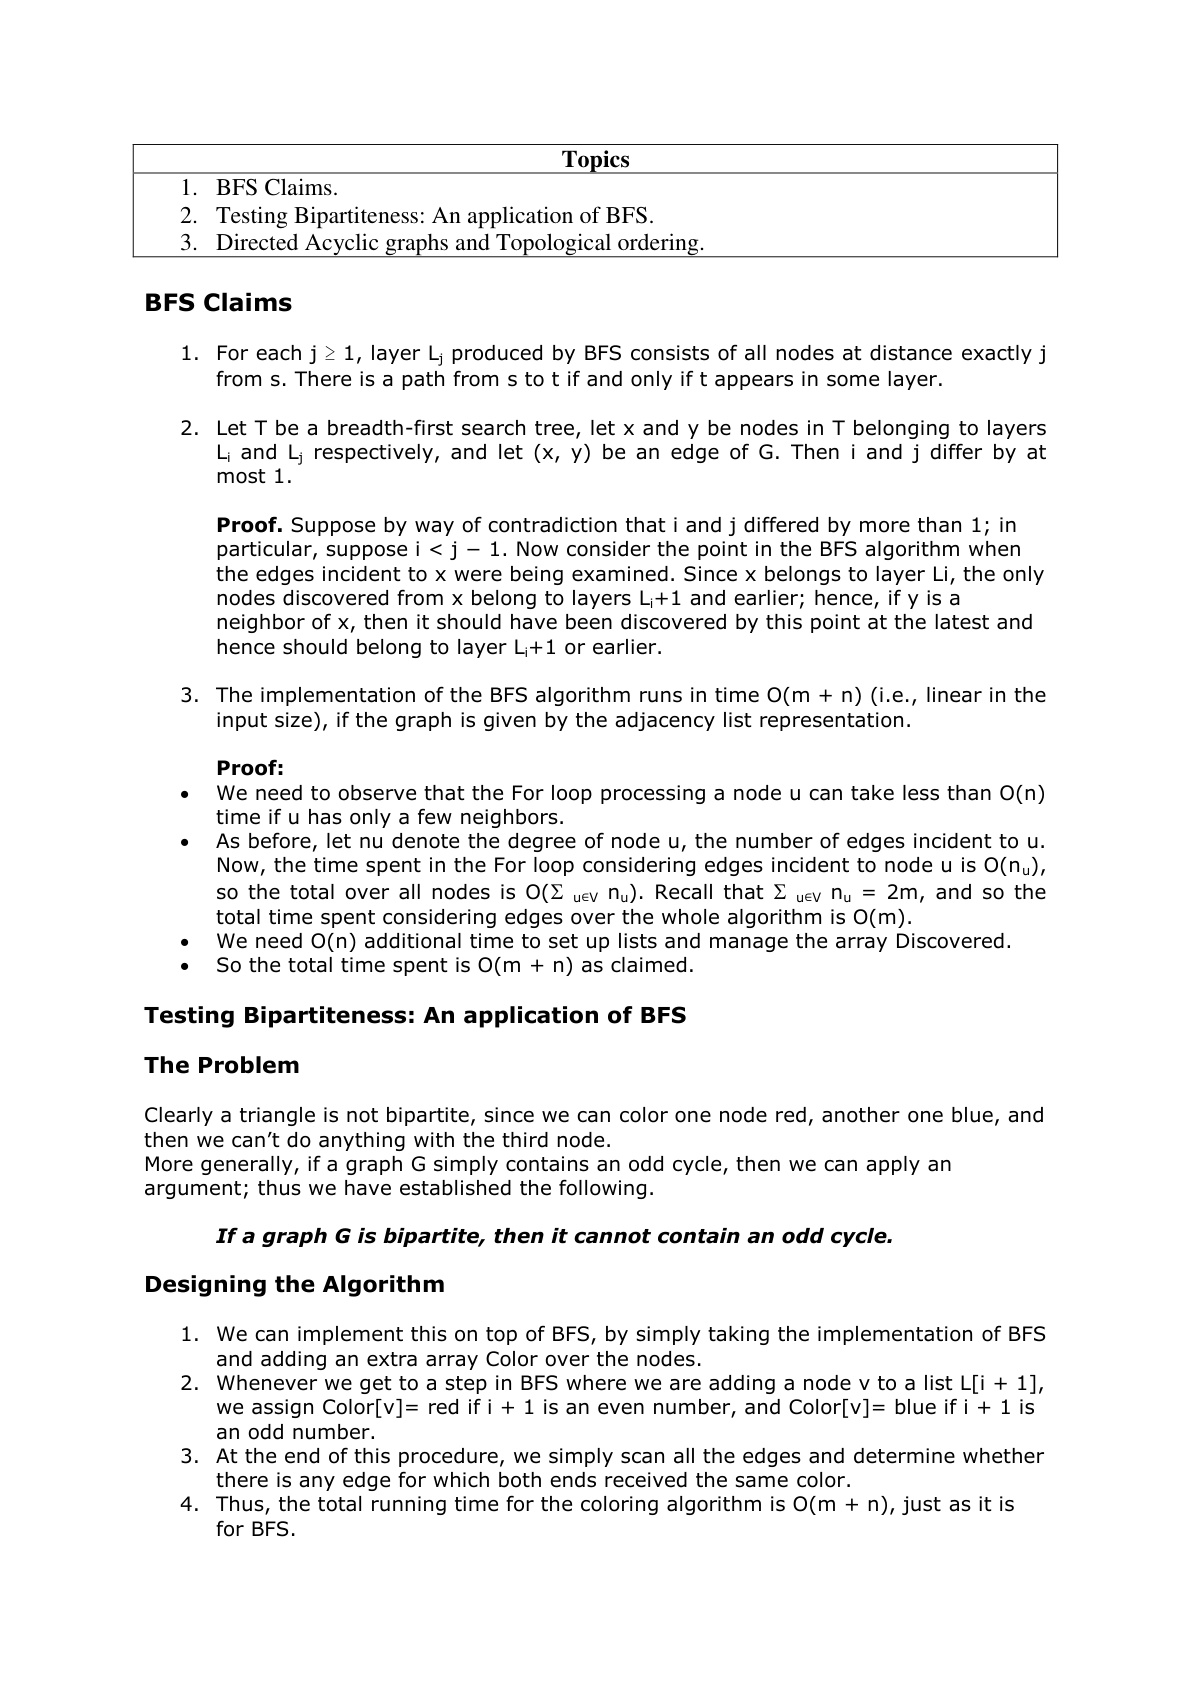 Topics
1. BFS Claims.
2. Testing Bipartiteness: An application of BFS.
3. Directed Acyclic graphs and Topological ordering.
BFS Claims
1. For each j ≥ 1, layer Lj produced by BFS consists of all nodes at distance exactly j
from s. There is a path from s to t if and only if t appears in some layer.
2. Let T be a breadth-first search tree, let x and y be nodes in T belonging to layers
Li and Lj respectively, and let (x, y) be an edge of G. Then i and j differ by at
most 1.
Proof. Suppose by way of contradiction that i and j differed by more than 1; in
particular, suppose i < j − 1. Now consider the point in the BFS algorithm when
the edges incident to x were being examined. Since x belongs to layer Li, the only
nodes discovered from x belong to layers Li+1 and earlier; hence, if y is a
neighbor of x, then it should have been discovered by this point at the latest and
hence should belong to layer Li+1 or earlier.
3. The implementation of the BFS algorithm runs in time O(m + n) (i.e., linear in the
input size), if the graph is given by the adjacency list representation.
Proof:
• We need to observe that the For loop processing a node u can take less than O(n)
time if u has only a few neighbors.
• As before, let nu denote the degree of node u, the number of edges incident to u.
Now, the time spent in the For loop considering edges incident to node u is O(nu),
so the total over all nodes is O(Σ u∈V nu). Recall that Σ u∈V nu = 2m, and so the
total time spent considering edges over the whole algorithm is O(m).
• We need O(n) additional time to set up lists and manage the array Discovered.
• So the total time spent is O(m + n) as claimed.
Testing Bipartiteness: An application of BFS
The Problem
Clearly a triangle is not bipartite, since we can color one node red, another one blue, and
then we can’t do anything with the third node.
More generally, if a graph G simply contains an odd cycle, then we can apply an
argument; thus we have established the following.
If a graph G is bipartite, then it cannot contain an odd cycle.
Designing the Algorithm
1. We can implement this on top of BFS, by simply taking the implementation of BFS
and adding an extra array Color over the nodes.
2. Whenever we get to a step in BFS where we are adding a node v to a list L[i + 1],
we assign Color[v]= red if i + 1 is an even number, and Color[v]= blue if i + 1 is
an odd number.
3. At the end of this procedure, we simply scan all the edges and determine whether
there is any edge for which both ends received the same color.
4. Thus, the total running time for the coloring algorithm is O(m + n), just as it is
for BFS.